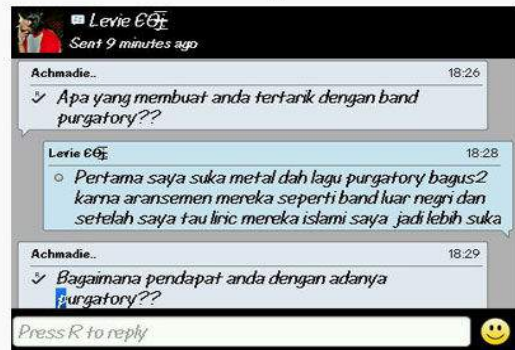 Levie
Sent 9 minutes ago
Achmadie.. 18:26
Apa yang membuat anda tertarik dengan band
purgatory??
Levie 18:28
Pertama saya suka metal dah lagu purgatory bagus2
karna aransemen mereka seperti band luar negri dan
setelah saya tau liric mereka islami saya jadi lebih suka
Achmadie.. 18:29
Bagaimana pendapat anda dengan adanya
purgatory??
Press R to reply